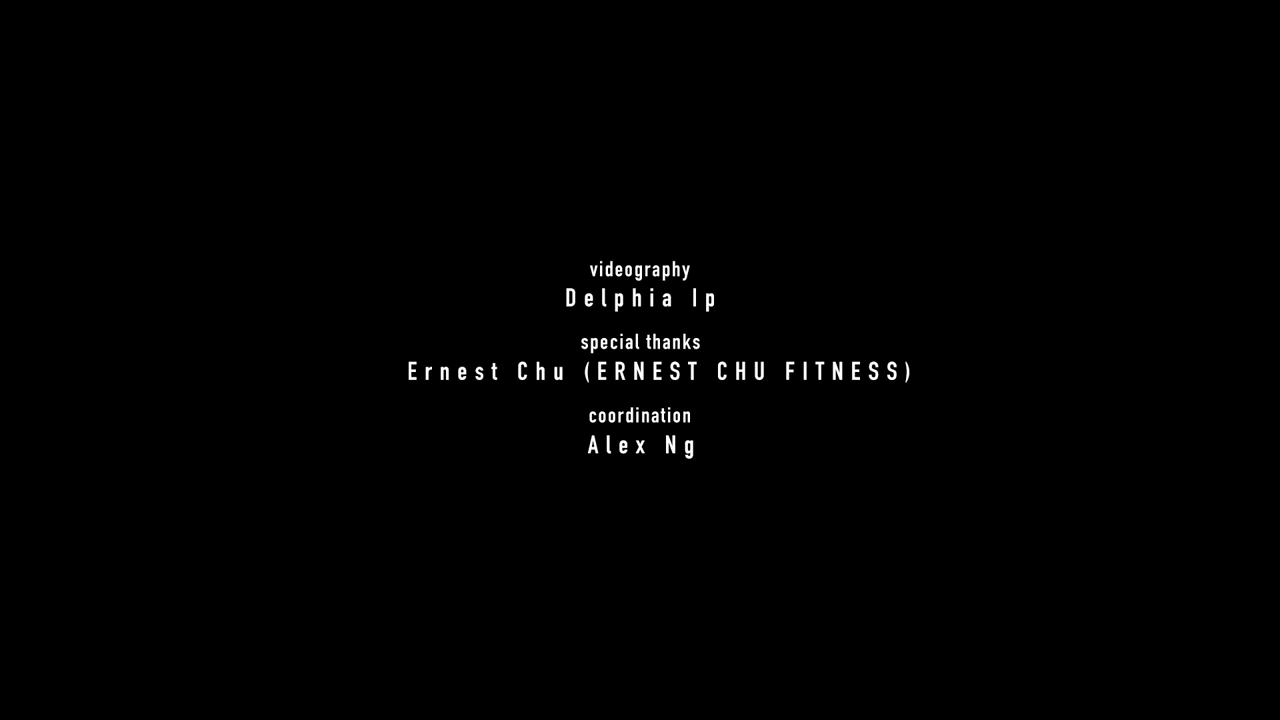 videography
Delphia Ip
special thanks
Ernest Chu (ERNEST CHU FITNESS)
coordination
Alex Ng